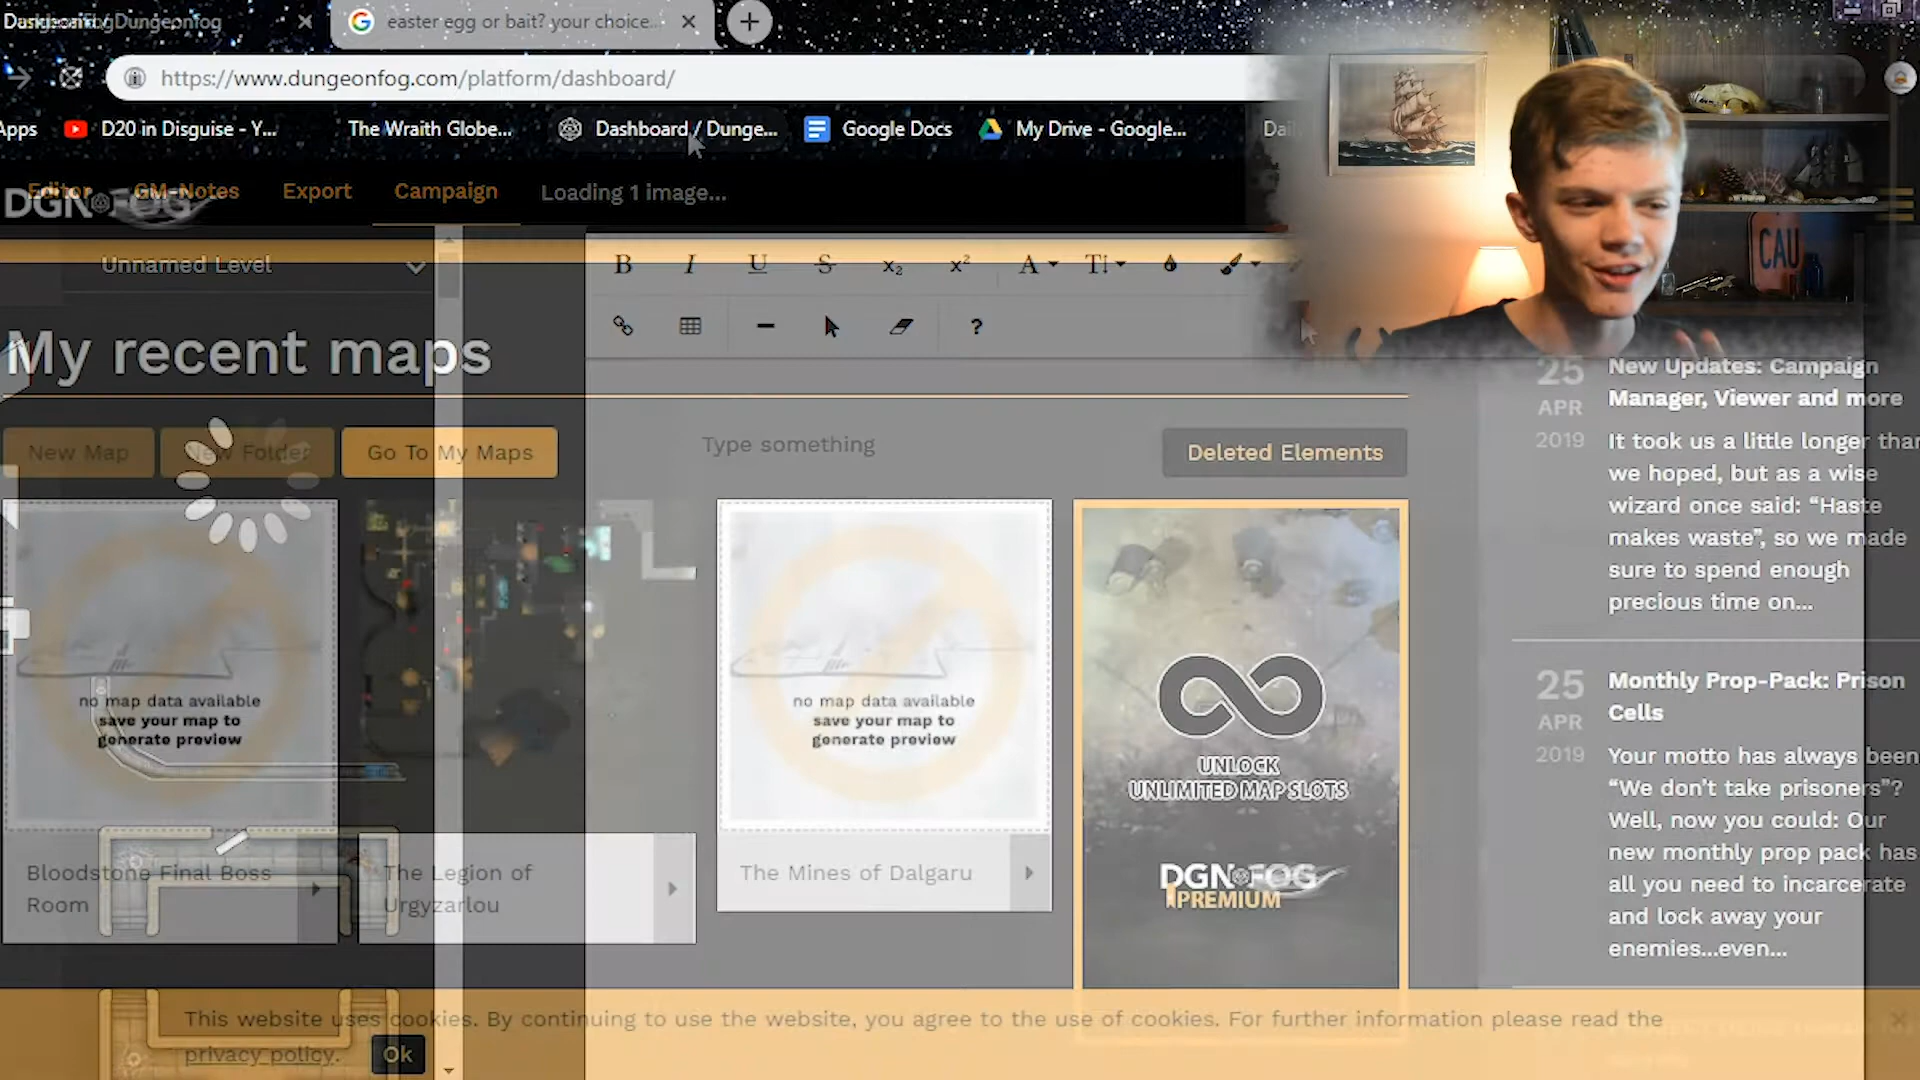 Dungeonfog
easter egg or bait? your choice...
https://www.dungeonfog.com/platform/dashboard/
Apps
D20 in Disguise - Y...
The Wraith Globe...
Dashboard / Dunge...
Google Docs
My Drive - Google...
Editor
GM-Notes
Export
Campaign
Loading 1 image...
DGN FOG
Unnamed Level
B I U S x₂ x² A T
?
My recent maps
New Map
New Folder
Go To My Maps
Type something
Deleted Elements
no map data available
save your map to
generate preview
no map data available
save your map to
generate preview
UNLOCK
UNLIMITED MAP SLOTS
DGN FOG
PREMIUM
Bloodstone Final Boss
Room
The Legion of
Urgyzarlou
The Mines of Dalgaru
CAU
25
APR
2019
New Updates: Campaign
Manager, Viewer and more
It took us a little longer than
we hoped, but as a wise
wizard once said: “Haste
makes waste”, so we made
sure to spend enough
precious time on...
25
APR
2019
Monthly Prop-Pack: Prison
Cells
Your motto has always been
“We don’t take prisoners”?
Well, now you could: Our
new monthly prop pack has
all you need to incarcerate
and lock away your
enemies...even...
This website uses cookies. By continuing to use the website, you agree to the use of cookies. For further information please read the
privacy policy.
Ok